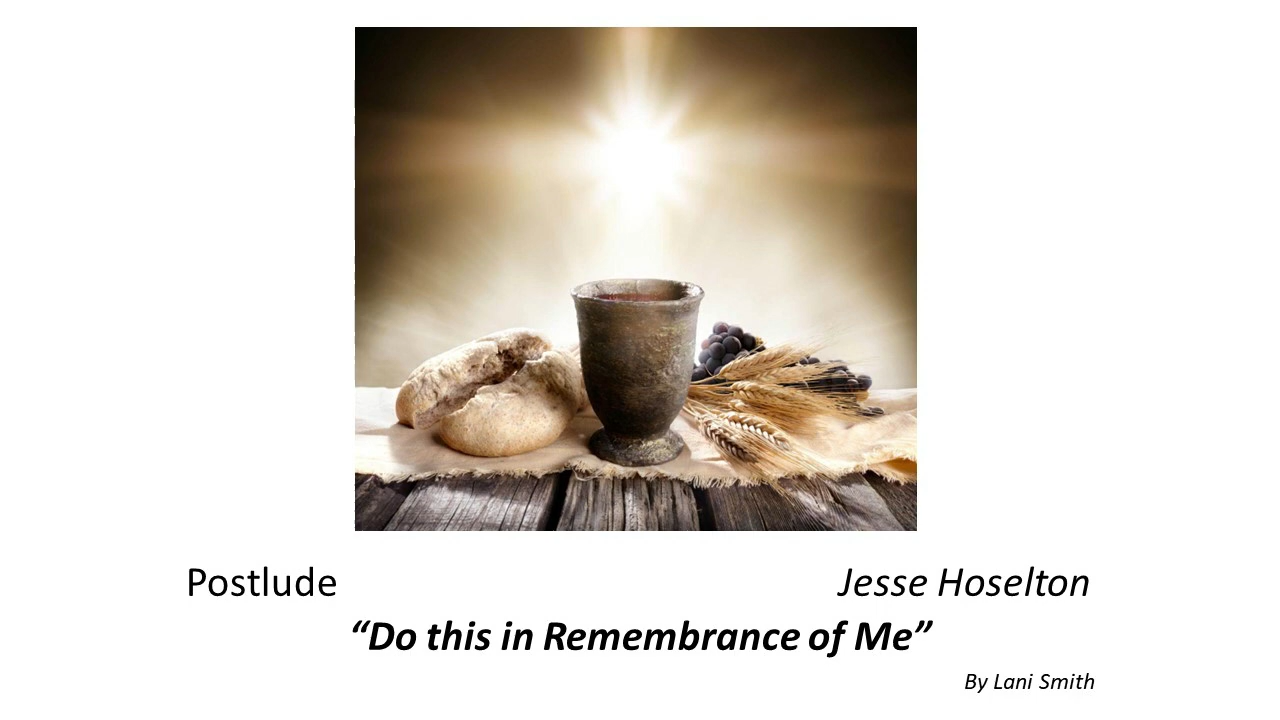 Postlude Jesse Hoselton
“Do this in Remembrance of Me”
By Lani Smith